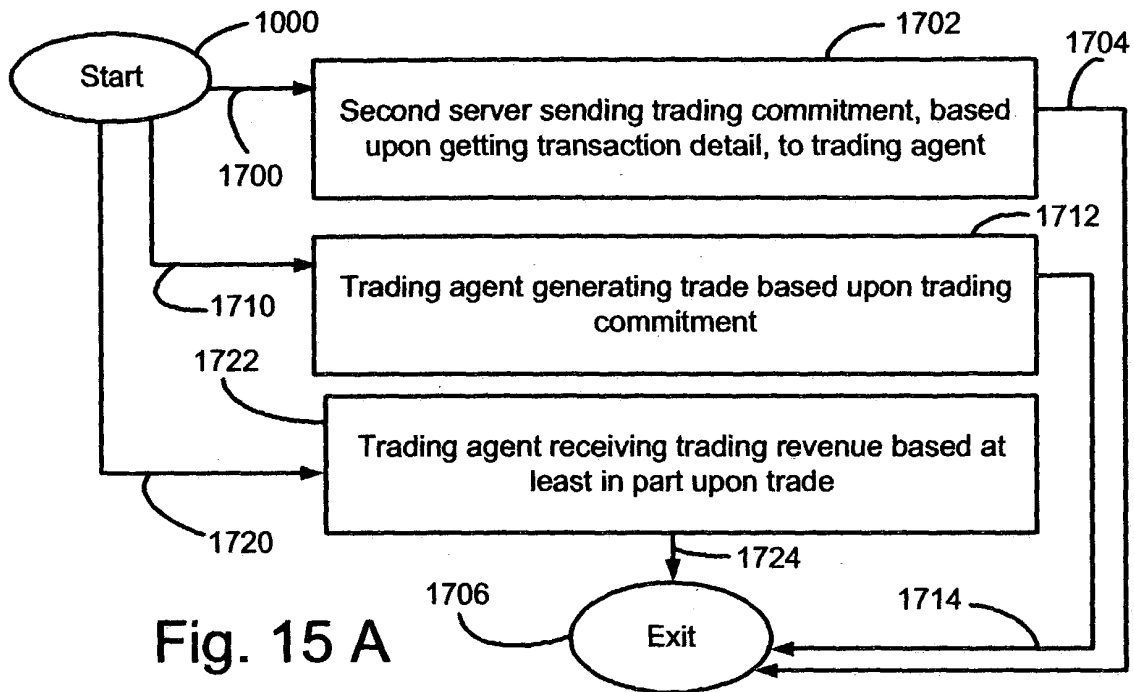 1000
1702
1704
Start
Second server sending trading commitment, based
upon getting transaction detail, to trading agent
1700
1712
Trading agent generating trade based upon trading
commitment
1710
1722
Trading agent receiving trading revenue based at
least in part upon trade
1720
1724
1706
1714
Exit
Fig. 15 A